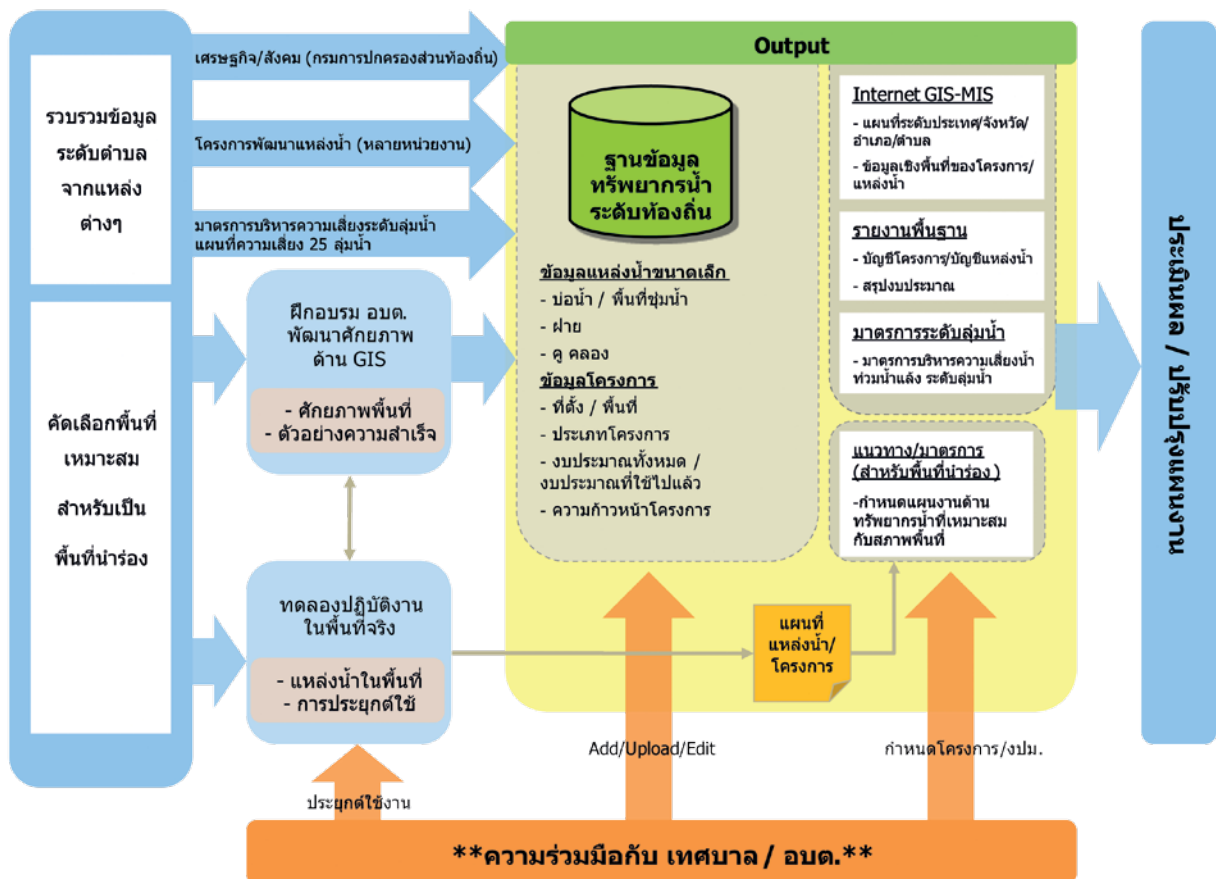 รวบรวมข้อมูล
ระดับตำบล
จากแหล่ง
ต่างๆ
คัดเลือกพื้นที่
เหมาะสม
สำหรับเป็น
พื้นที่นำร่อง
เศรษฐกิจ/สังคม (กรมการปกครองส่วนท้องถิ่น)
โครงการพัฒนาแหล่งน้ำ (หลายหน่วยงาน)
มาตรการบริหารความเสี่ยงระดับลุ่มน้ำ
แผนที่ความเสี่ยง 25 ลุ่มน้ำ
ฝึกอบรม อบต.
พัฒนาศักยภาพ
ด้าน GIS
- ศักยภาพพื้นที่
- ตัวอย่างความสำเร็จ
ทดลองปฏิบัติงาน
ในพื้นที่จริง
- แหล่งน้ำในพื้นที่
- การประยุกต์ใช้
Output
ฐานข้อมูล
ทรัพยากรน้ำ
ระดับท้องถิ่น
ข้อมูลแหล่งน้ำขนาดเล็ก
- บ่อน้ำ / พื้นที่ชุ่มน้ำ
- ฝาย
- คู คลอง
ข้อมูลโครงการ
- ที่ตั้ง / พื้นที่
- ประเภทโครงการ
- งบประมาณทั้งหมด /
งบประมาณที่ใช้ไปแล้ว
- ความก้าวหน้าโครงการ
Internet GIS-MIS
- แผนที่ระดับประเทศ/จังหวัด/
อำเภอ/ตำบล
- ข้อมูลเชิงพื้นที่ของโครงการ/
แหล่งน้ำ
รายงานพื้นฐาน
- บัญชีโครงการ/บัญชีแหล่งน้ำ
- สรุปงบประมาณ
มาตรการระดับลุ่มน้ำ
- มาตรการบริหารความเสี่ยงน้ำ
ท่วมน้ำแล้ง ระดับลุ่มน้ำ
แนวทาง/มาตรการ
(สำหรับพื้นที่นำร่อง)
-กำหนดแผนงานด้าน
ทรัพยากรน้ำที่เหมาะสม
กับสภาพพื้นที่
แผนที่
แหล่งน้ำ/
โครงการ
ประเมินผล / ปรับปรุงแผนงาน
ประยุกต์ใช้งาน
Add/Upload/Edit
กำหนดโครงการ/งปม.
**ความร่วมมือกับ เทศบาล / อบต.**